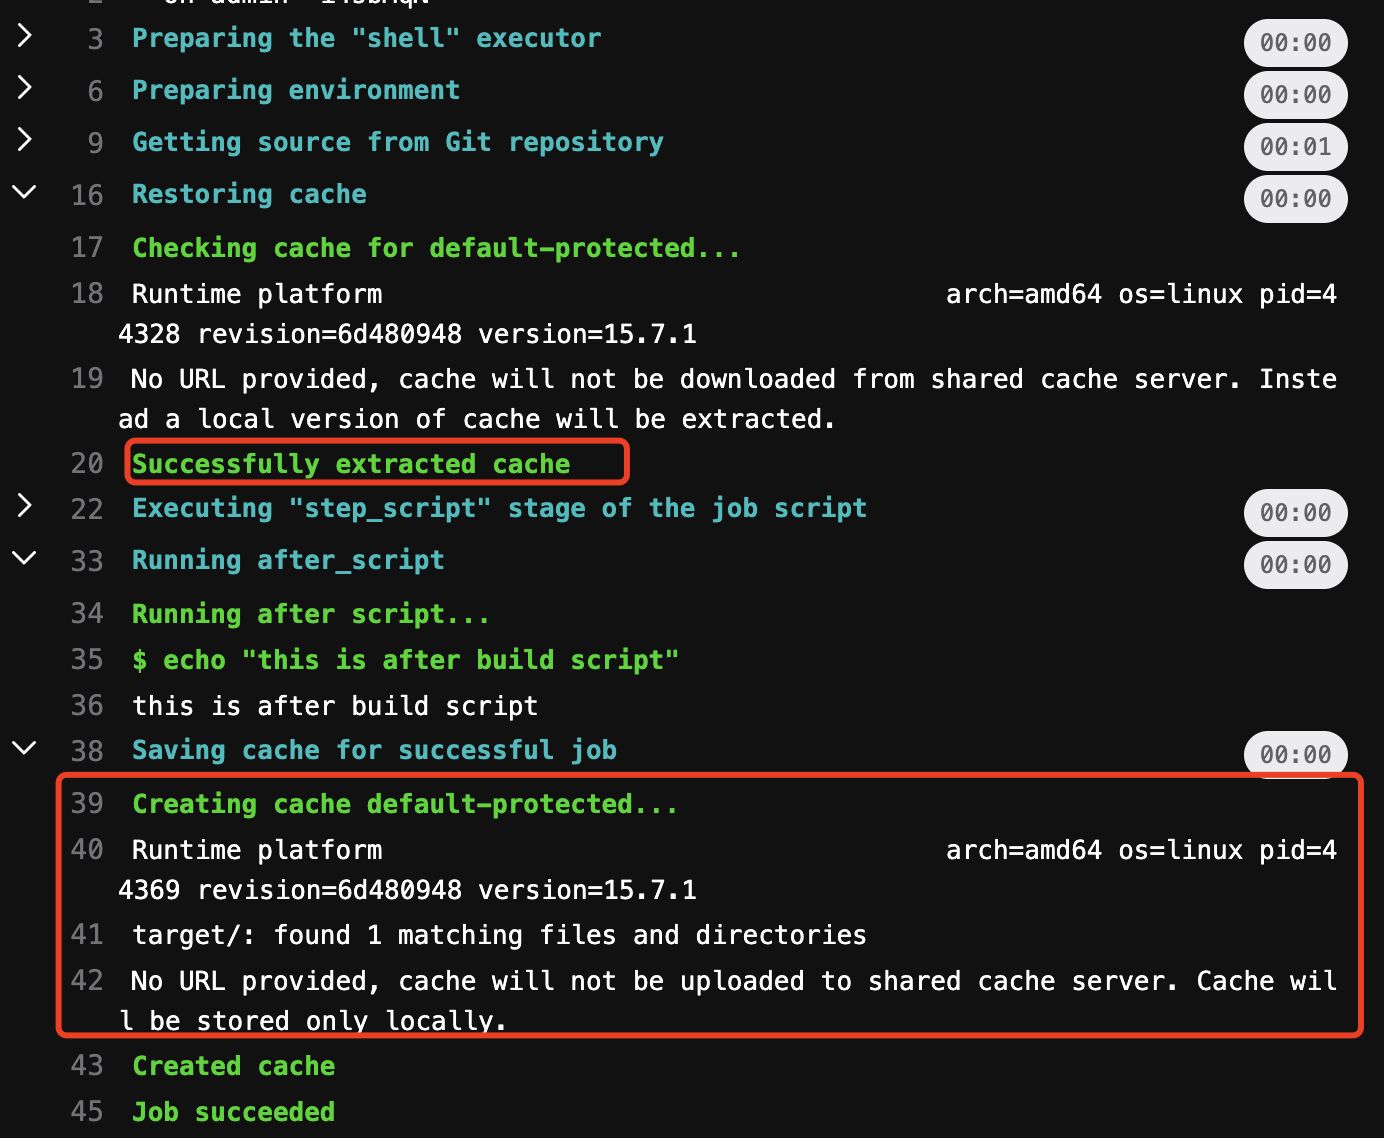 3 Preparing the "shell" executor 00:00
6 Preparing environment 00:00
9 Getting source from Git repository 00:01
16 Restoring cache 00:00
17 Checking cache for default-protected...
18 Runtime platform arch=amd64 os=linux pid=4
4328 revision=6d480948 version=15.7.1
19 No URL provided, cache will not be downloaded from shared cache server. Inste
ad a local version of cache will be extracted.
20 Successfully extracted cache
22 Executing "step_script" stage of the job script 00:00
33 Running after_script 00:00
34 Running after script...
35 $ echo "this is after build script"
36 this is after build script
38 Saving cache for successful job 00:00
39 Creating cache default-protected...
40 Runtime platform arch=amd64 os=linux pid=4
4369 revision=6d480948 version=15.7.1
41 target/: found 1 matching files and directories
42 No URL provided, cache will not be uploaded to shared cache server. Cache wil
l be stored only locally.
43 Created cache
45 Job succeeded